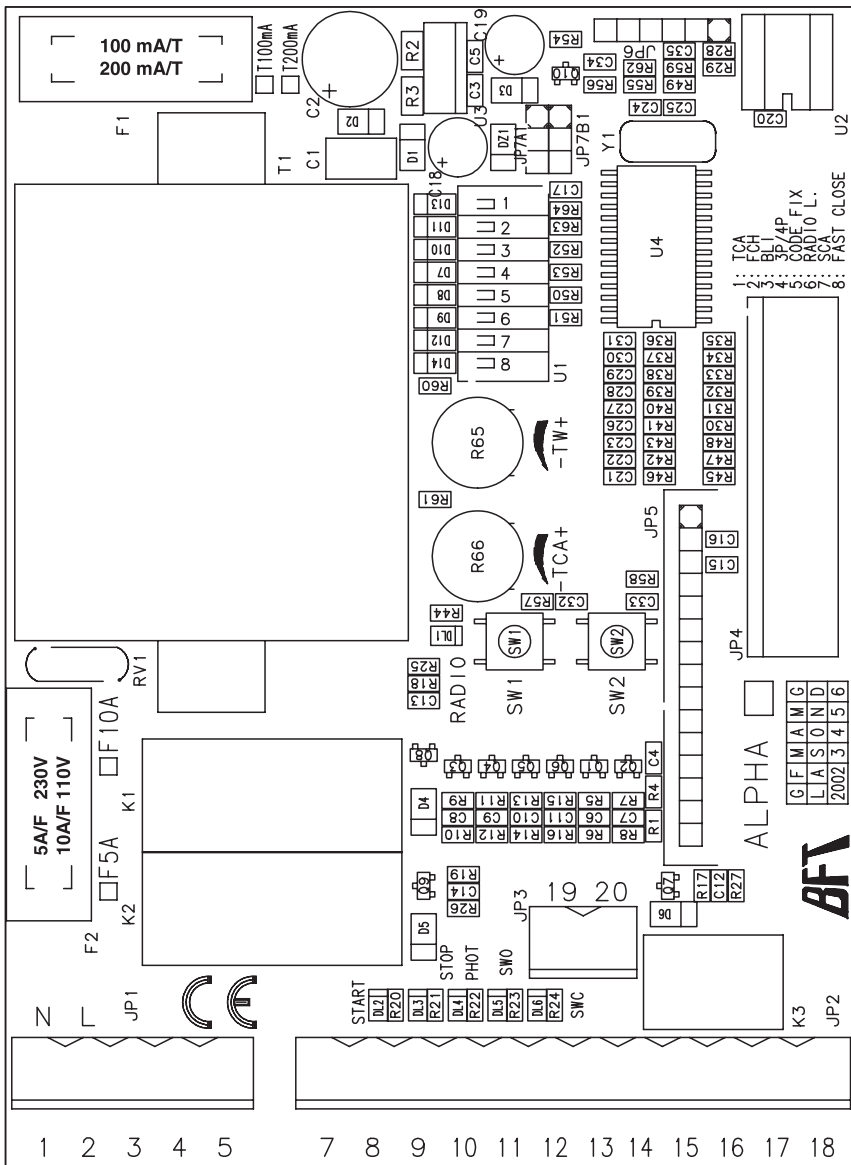 100 mA/T
200 mA/T
T100mA
T200mA
F1
T1
C2
C1
D2
R2
R3
D1
C5
C3
U3
C19
C18
D3
DZ1
R54
Q10
JP7A1
JP7B1
C34
R56
JP6
R62
R55
C35
R59
R49
R28
R29
C24
C25
Y1
C20
U2
D13
D11
D10
D7
D8
D9
D12
D14
1
2
3
4
5
6
7
8
U1
C17
R64
R63
R52
R53
R50
R51
U4
1: TCA
2: FCH
3: BLI
4: 3P/4P
5: CODE FIX
6: RADIO L.
7: SCA
8: FAST CLOSE
C31 R36 R35
C30 R37 R34
C29 R38 R33
C28 R39 R32
C27 R40 R31
C26 R41 R30
C23 R43 R48
C22 R42 R47
C21 R46 R45
R60
R65
-TW+
R61
R66
-TCA+
JP5
C16
C15
R58
R57
C32
C33
R44
DL1
SW1
SW2
SW1
SW2
JP4
RV1
R25
R18
C13
RADIO
5A/F 230V
10A/F 110V
F10A
F5A
K1
K2
F2
Q8
Q3
Q4
Q5
Q6
Q1
Q2
C4
D4
R9 R11 R13 R15 R5 R7
R4
C8 C9 C10 C11 C6 C7
R10 R12 R14 R16 R6 R8
R1
ALPHA
G F M A M G
L A S O N D
2002 3 4 5 6
BFT
Q9
R19
C14
R26
D5
JP3
19 20
Q7
R17
C12
R27
D6
K3
JP2
N
L
JP1
CE
START
STOP
PHOT
SWO
SWC
DL2
R20
DL3
R21
DL4
R22
DL5
R23
DL6
R24
1 2 3 4 5 7 8 9 10 11 12 13 14 15 16 17 18